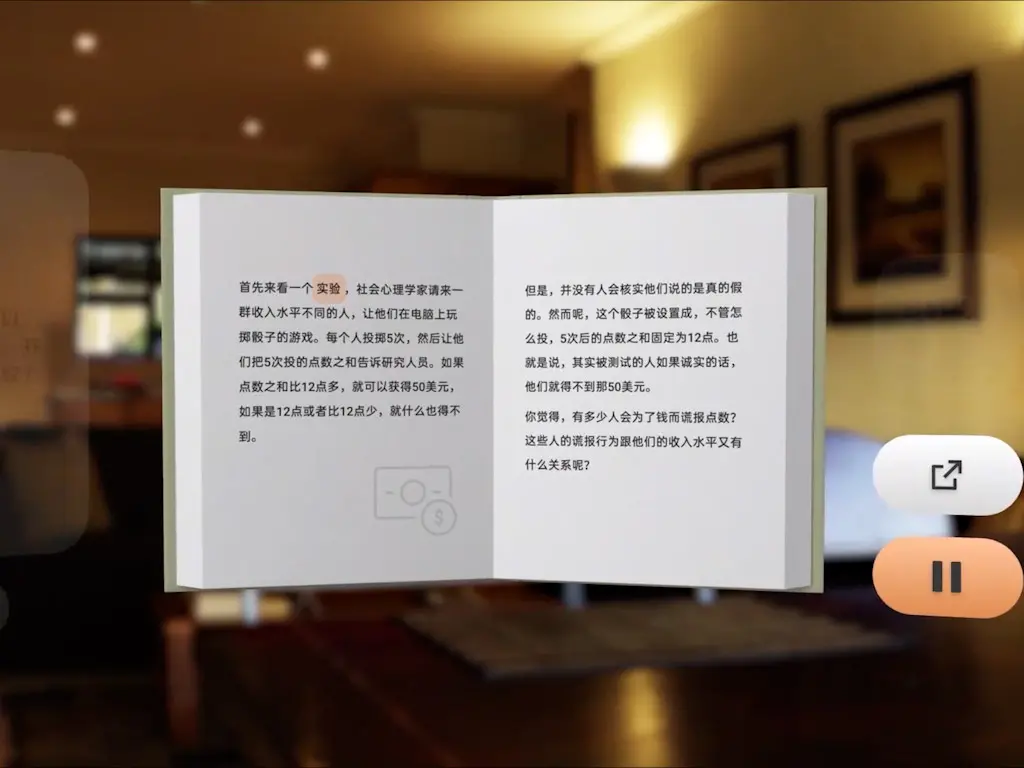 首先来看一个实验，社会心理学家请来一
群收入水平不同的人，让他们在电脑上玩
掷骰子的游戏。每个人投掷5次，然后让他
们把5次投的点数之和告诉研究人员。如果
点数之和比12点多，就可以获得50美元，
如果是12点或者比12点少，就什么也得不
到。
$
但是，并没有人会核实他们说的是真的假
的。然而呢，这个骰子被设置成，不管怎
么投，5次后的点数之和固定为12点。也
就是说，其实被测试的人如果诚实的话，
他们就得不到那50美元。
你觉得，有多少人会为了钱而谎报点数？
这些人的谎报行为跟他们的收入水平又有
什么关系呢？